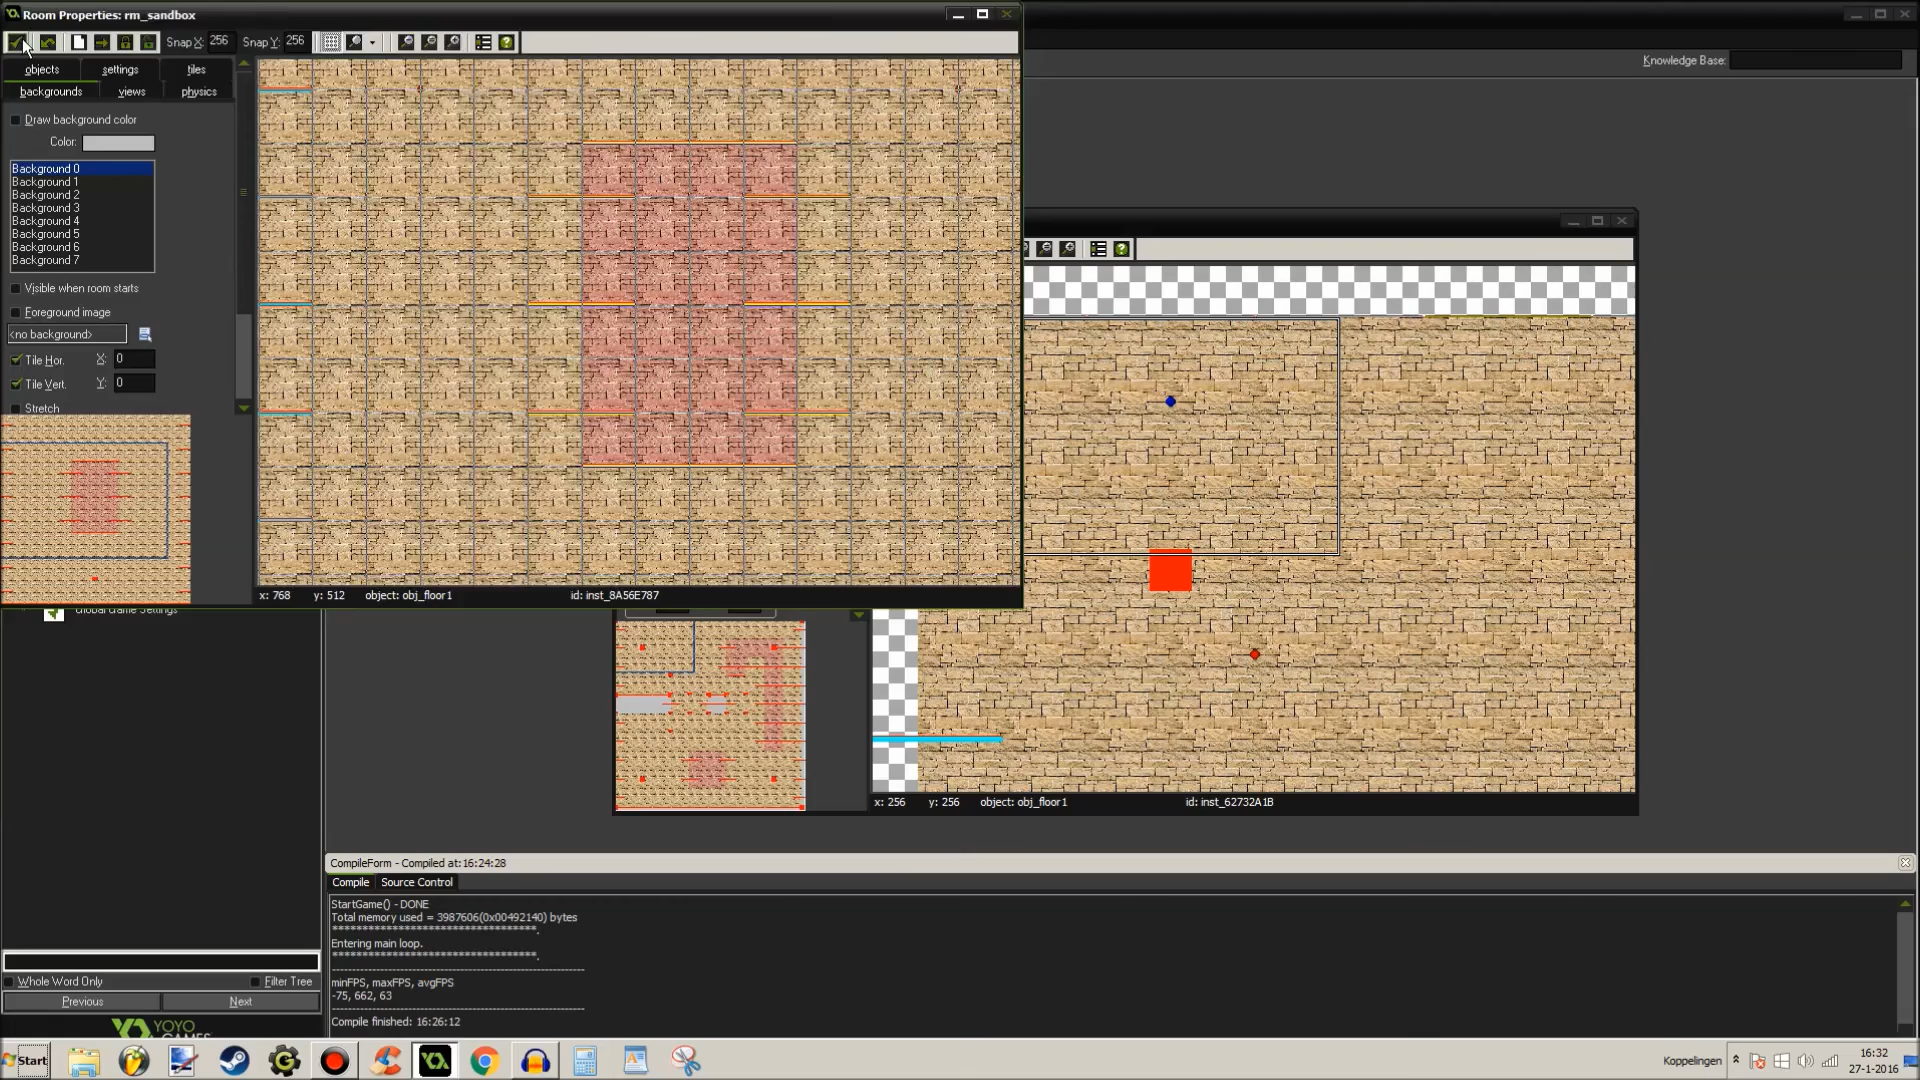 Room Properties: rm_sandbox
Snap X: 256 Snap Y: 256
objects settings tiles
backgrounds views physics
Draw background color
Color:
Background 0
Background 1
Background 2
Background 3
Background 4
Background 5
Background 6
Background 7
Visible when room starts
Foreground image
<no background>
Tile Hor. X: 0
Tile Vert. Y: 0
Stretch
x: 768 y: 512 object: obj_floor1 id: inst_8A56E787
Knowledge Base:
x: 256 y: 256 object: obj_floor1 id: inst_62732A1B
Global Game Settings
CompileForm - Compiled at:16:24:28
Compile Source Control
StartGame() - DONE
Total memory used = 3987606(0x00492140) bytes
***********************************.
Entering main loop.
***********************************.
minFPS, maxFPS, avgFPS
-75, 662, 63
Compile finished: 16:26:12
Whole Word Only Filter Tree
Previous Next
YOYO
GAMES
Start
Koppelingen
16:32
27-1-2016